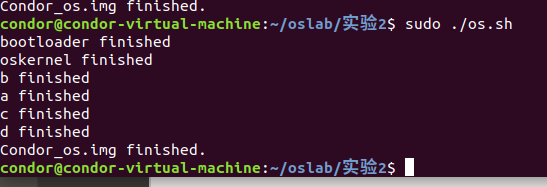 Condor_os.img finished.
condor@condor-virtual-machine:~/oslab/实验2$ sudo ./os.sh
bootloader finished
oskernel finished
b finished
a finished
c finished
d finished
Condor_os.img finished.
condor@condor-virtual-machine:~/oslab/实验2$